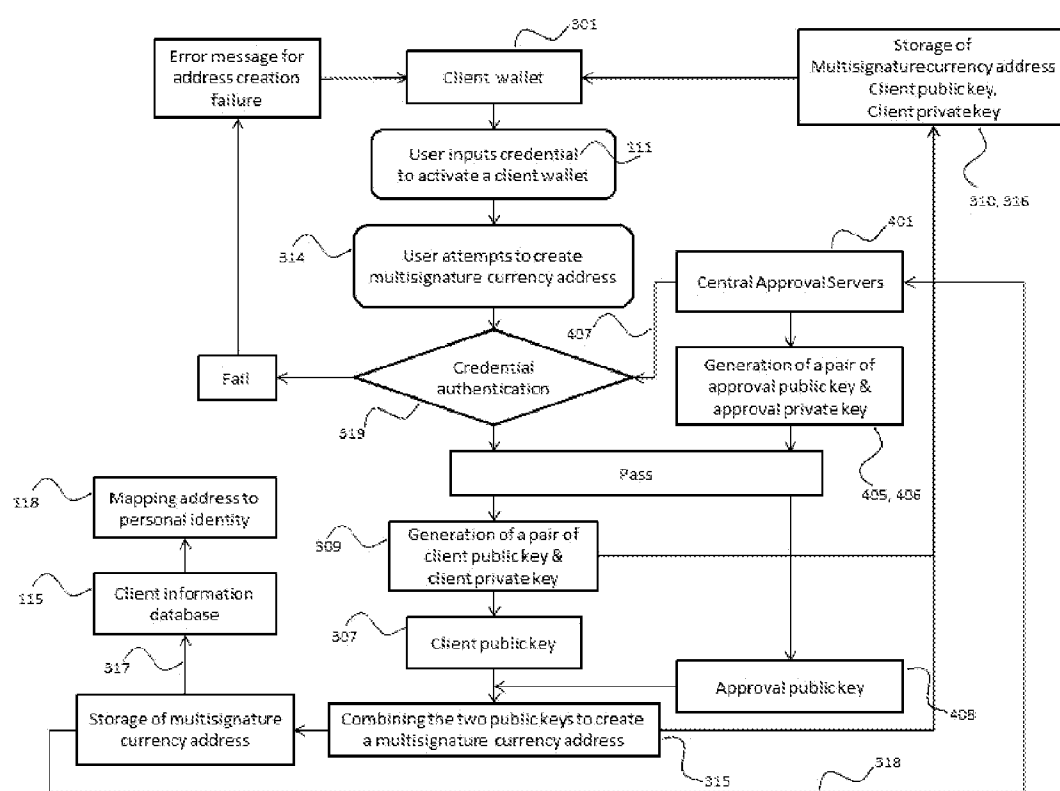 301
Error message for
address creation
failure
Client wallet
Storage of
Multisignaturecurrency address
Client public key,
Client private key
User inputs credential
to activate a client wallet
111
310, 316
314
User attempts to create
multisignature currency address
401
Central Approval Servers
407
Fail
Credential
authentication
319
Generation of a pair of
approval public key &
approval private key
405, 406
Pass
118
Mapping address to
personal identity
309
Generation of a pair of
client public key &
client private key
115
Client information
database
307
Client public key
317
Approval public key
408
Storage of multisignature
currency address
Combining the two public keys to create
a multisignature currency address
315
318